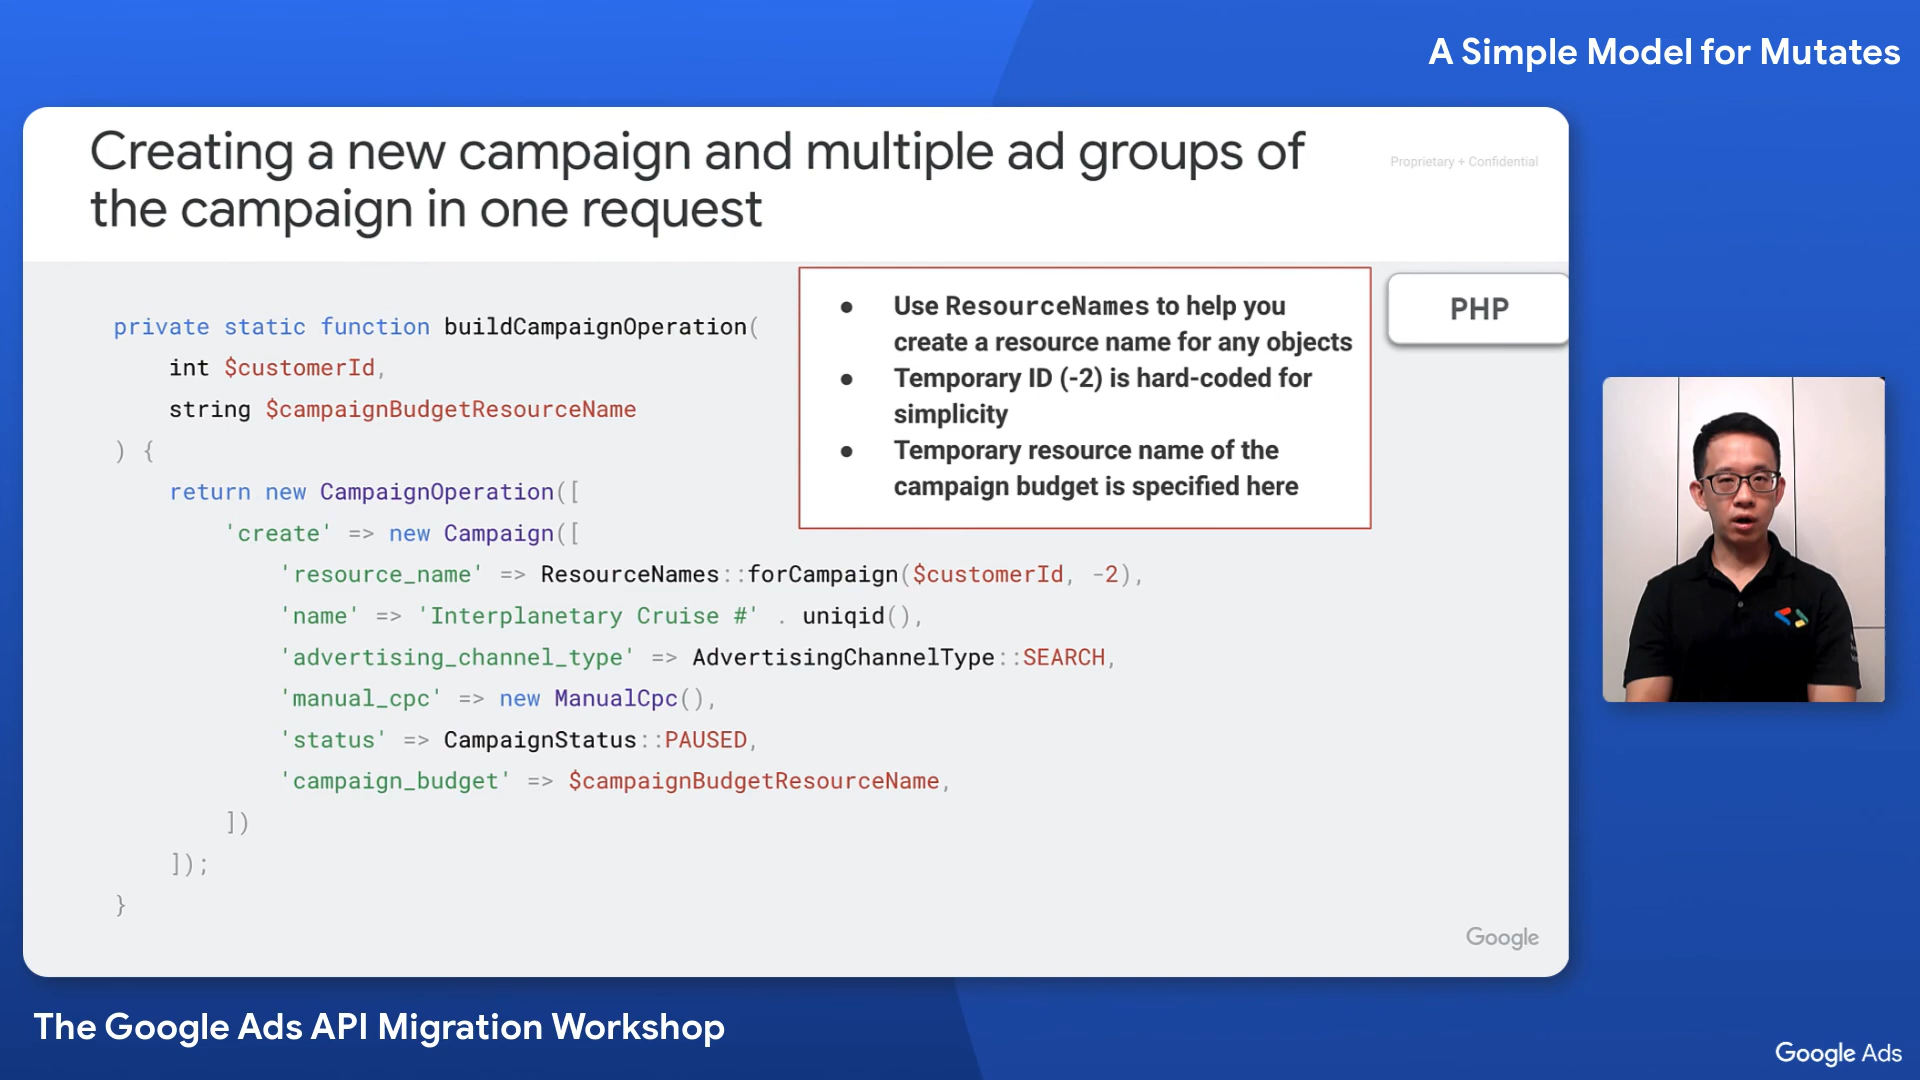 A Simple Model for Mutates
Creating a new campaign and multiple ad groups of
the campaign in one request
Proprietary + Confidential
private static function buildCampaignOperation(
    int $customerId,
    string $campaignBudgetResourceName
) {
    return new CampaignOperation([
        'create' => new Campaign([
            'resource_name' => ResourceNames::forCampaign($customerId, -2),
            'name' => 'Interplanetary Cruise #' . uniqid(),
            'advertising_channel_type' => AdvertisingChannelType::SEARCH,
            'manual_cpc' => new ManualCpc(),
            'status' => CampaignStatus::PAUSED,
            'campaign_budget' => $campaignBudgetResourceName,
        ])
    ]);
}
● Use ResourceNames to help you
create a resource name for any objects
● Temporary ID (-2) is hard-coded for
simplicity
● Temporary resource name of the
campaign budget is specified here
PHP
Google
The Google Ads API Migration Workshop
Google Ads